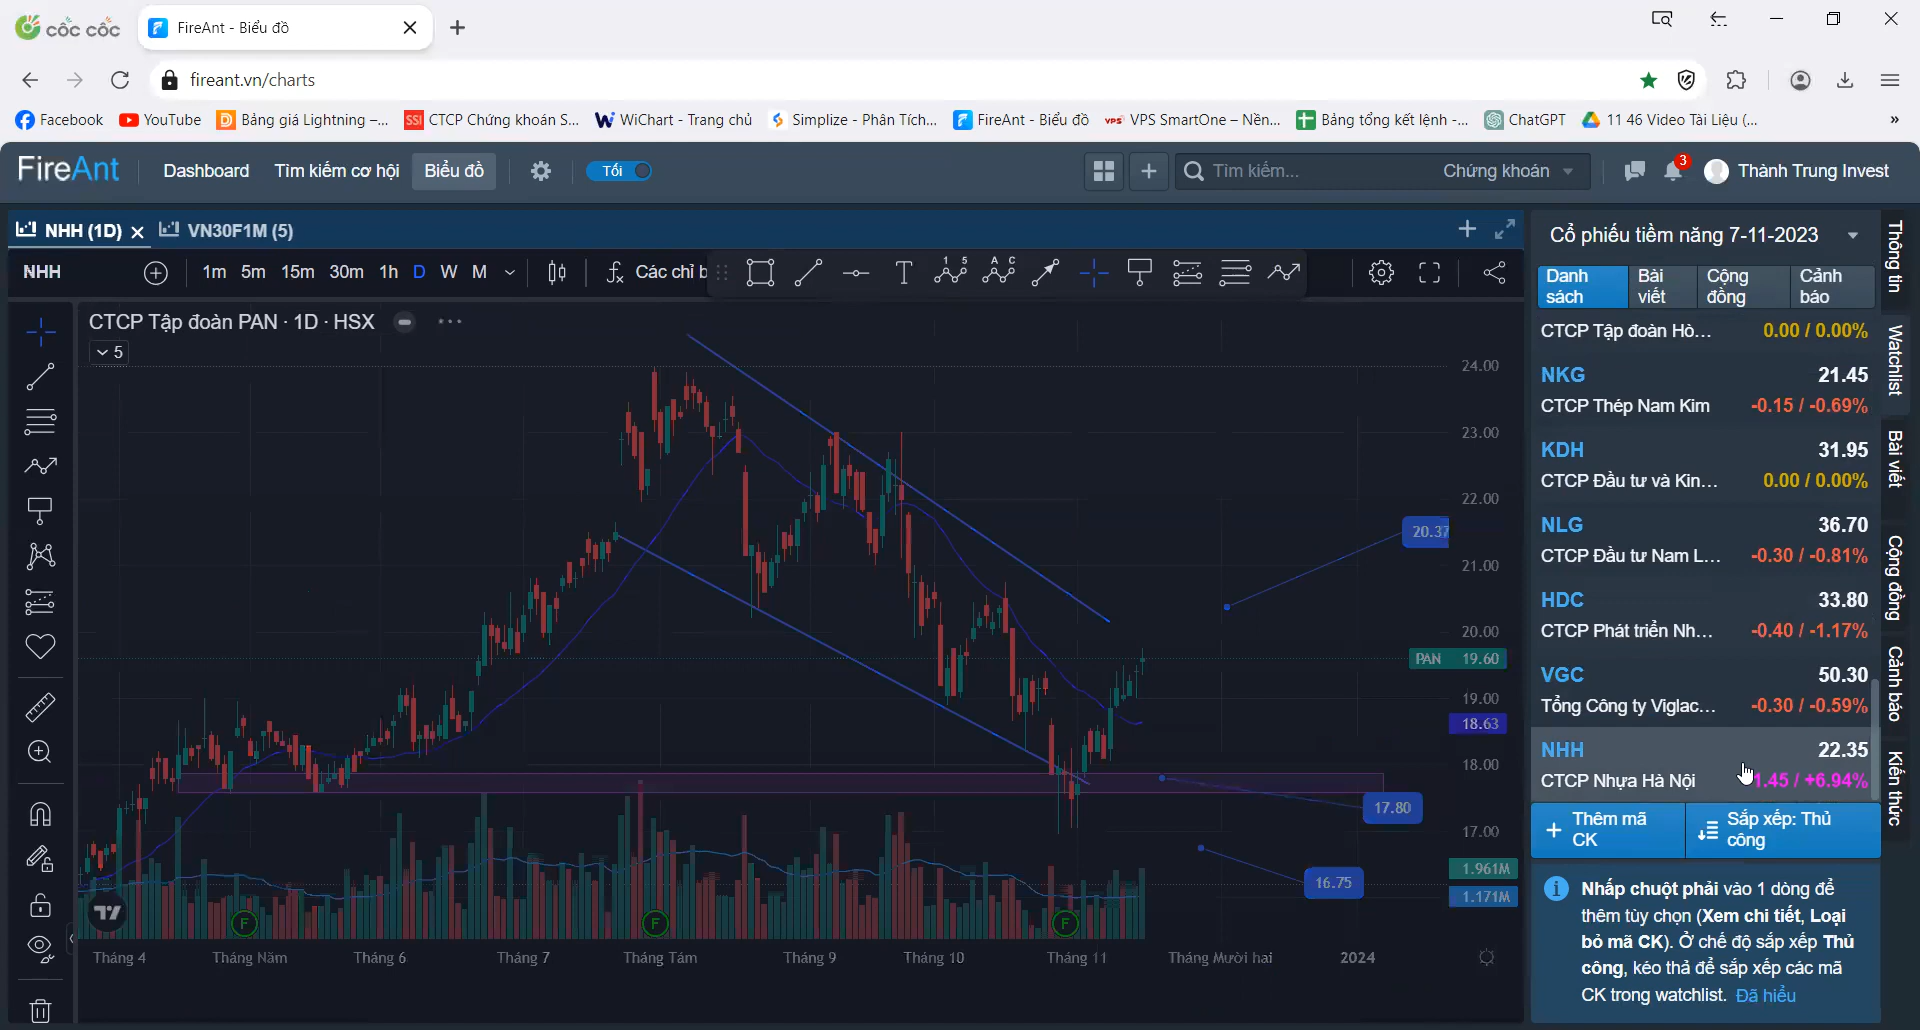 cốc cốc
FireAnt - Biểu đồ
fireant.vn/charts
Facebook YouTube Bảng giá Lightning –... CTCP Chứng khoán S... WiChart - Trang chủ Simplize - Phân Tích... FireAnt - Biểu đồ VPS SmartOne – Nền... Bảng tổng kết lệnh -... ChatGPT 11 46 Video Tài Liệu (... »
FireAnt Dashboard Tìm kiếm cơ hội Biểu đồ Tối Tìm kiếm... Chứng khoán 3 Thành Trung Invest
NHH (1D) VN30F1M (5)
NHH 1m 5m 15m 30m 1h D W M Các chỉ b
CTCP Tập đoàn PAN · 1D · HSX
5
24.00
23.00
22.00
20.37
21.00
20.00
PAN 19.60
19.00
18.63
18.00
17.80
17.00
1.961M
16.75
1.171M
F F F
Tháng 4 Tháng Năm Tháng 6 Tháng 7 Tháng Tám Tháng 9 Tháng 10 Tháng 11 Tháng Mười hai 2024
Cổ phiếu tiềm năng 7-11-2023
Danh sách
Bài viết
Cộng đồng
Cảnh báo
CTCP Tập đoàn Hò... 0.00 / 0.00%
NKG 21.45
CTCP Thép Nam Kim -0.15 / -0.69%
KDH 31.95
CTCP Đầu tư và Kin... 0.00 / 0.00%
NLG 36.70
CTCP Đầu tư Nam L... -0.30 / -0.81%
HDC 33.80
CTCP Phát triển Nh... -0.40 / -1.17%
VGC 50.30
Tổng Công ty Viglac... -0.30 / -0.59%
NHH 22.35
CTCP Nhựa Hà Nội 1.45 / +6.94%
Thêm mã CK
Sắp xếp: Thủ công
Nhấp chuột phải vào 1 dòng để
thêm tùy chọn (Xem chi tiết, Loại
bỏ mã CK). Ở chế độ sắp xếp Thủ
công, kéo thả để sắp xếp các mã
CK trong watchlist. Đã hiểu
Thông tin
Watchlist
Bài viết
Cộng đồng
Cảnh báo
Kiến thức